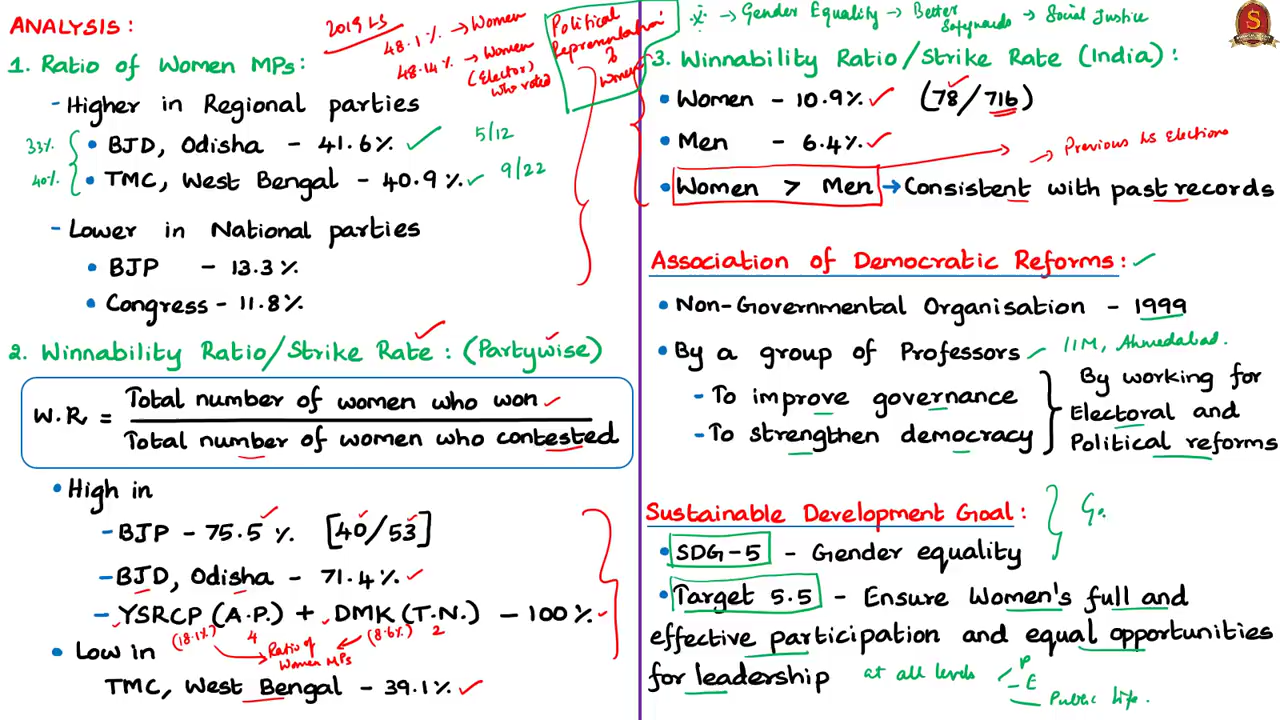 ANALYSIS:
1. Ratio of Women MPs:
- Higher in Regional parties
• BJD, Odisha - 41.6% 5/12
• TMC, West Bengal - 40.9% 9/22
33%
40%
- Lower in National parties
• BJP - 13.3%
• Congress - 11.8%
2019 LS
48.1% → Women
48.14% → Women
(Elector)
who voted
Political
Representation
Women
2. Winnability Ratio/Strike Rate: (Partywise)
W.R = Total number of women who won
Total number of women who contested
• High in
- BJP - 75.5% [40/53]
- BJD, Odisha - 71.4%
- YSRCP (A.P.) + DMK (T.N.) - 100%
(18.1%) 4 (8.6%) 2
Ratio of
Women MPs
• Low in
TMC, West Bengal - 39.1%
→ Gender Equality → Better → Social Justice
Safeguards
3. Winnability Ratio/Strike Rate (India):
• Women - 10.9% (78/716)
• Men - 6.4%
→ Previous LS Elections
• Women > Men → Consistent with past records
Association of Democratic Reforms:
• Non-Governmental Organisation - 1999
• By a group of Professors IIM, Ahmedabad.
- To improve governance
- To strengthen democracy
By working for
Electoral and
Political reforms
Sustainable Development Goal:
• SDG-5 - Gender equality
• Target 5.5 - Ensure Women's full and
effective participation and equal opportunities
for leadership at all levels
P
- E
Public life.